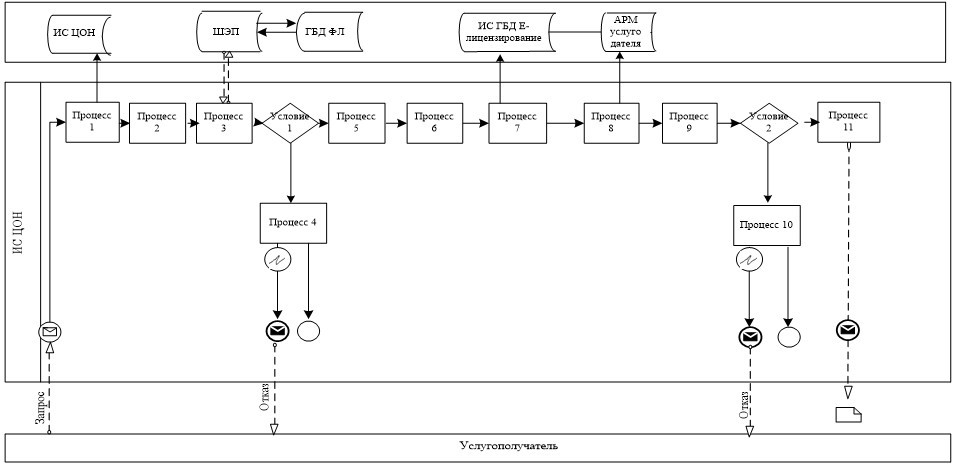 ИС ЦОН
ШЭП
ГБД ФЛ
ИС ГБД Е-
лицензирование
АРМ
услуго
дателя
ИС ЦОН
Процесс
1
Процесс
2
Процесс
3
Условие
1
Процесс
5
Процесс
6
Процесс
7
Процесс
8
Процесс
9
Условие
2
Процесс
11
Процесс 4
Процесс 10
Запрос
Отказ
Отказ
Услугополучатель